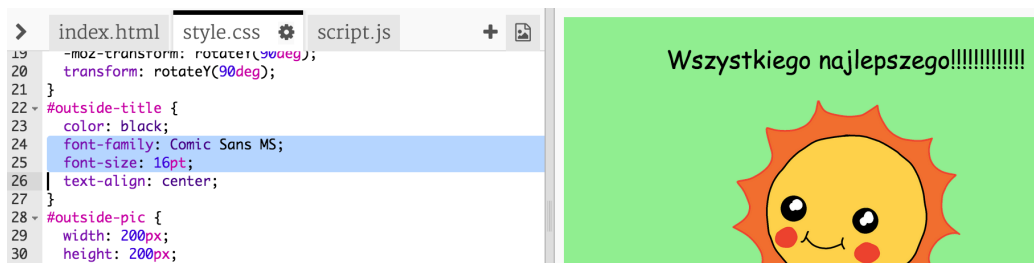 index.html style.css script.js
19 -moz-transform: rotateY(90deg);
20 transform: rotateY(90deg);
21 }
22 #outside-title {
23 color: black;
24 font-family: Comic Sans MS;
25 font-size: 16pt;
26 text-align: center;
27 }
28 #outside-pic {
29 width: 200px;
30 height: 200px;
Wszystkiego najlepszego!!!!!!!!!!!!!